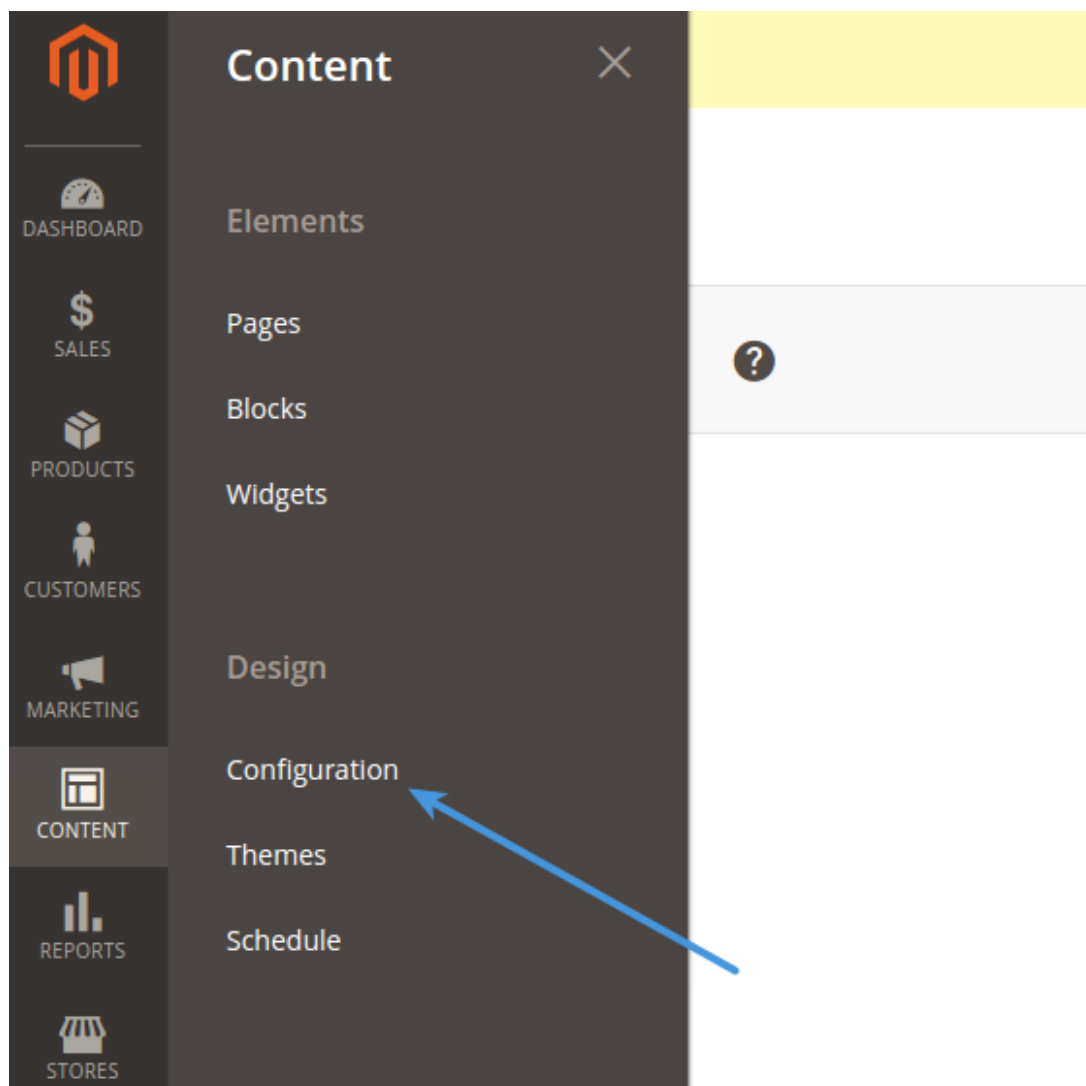 DASHBOARD
SALES
PRODUCTS
CUSTOMERS
MARKETING
CONTENT
REPORTS
STORES
Content
Elements
Pages
Blocks
Widgets
Design
Configuration
Themes
Schedule
?